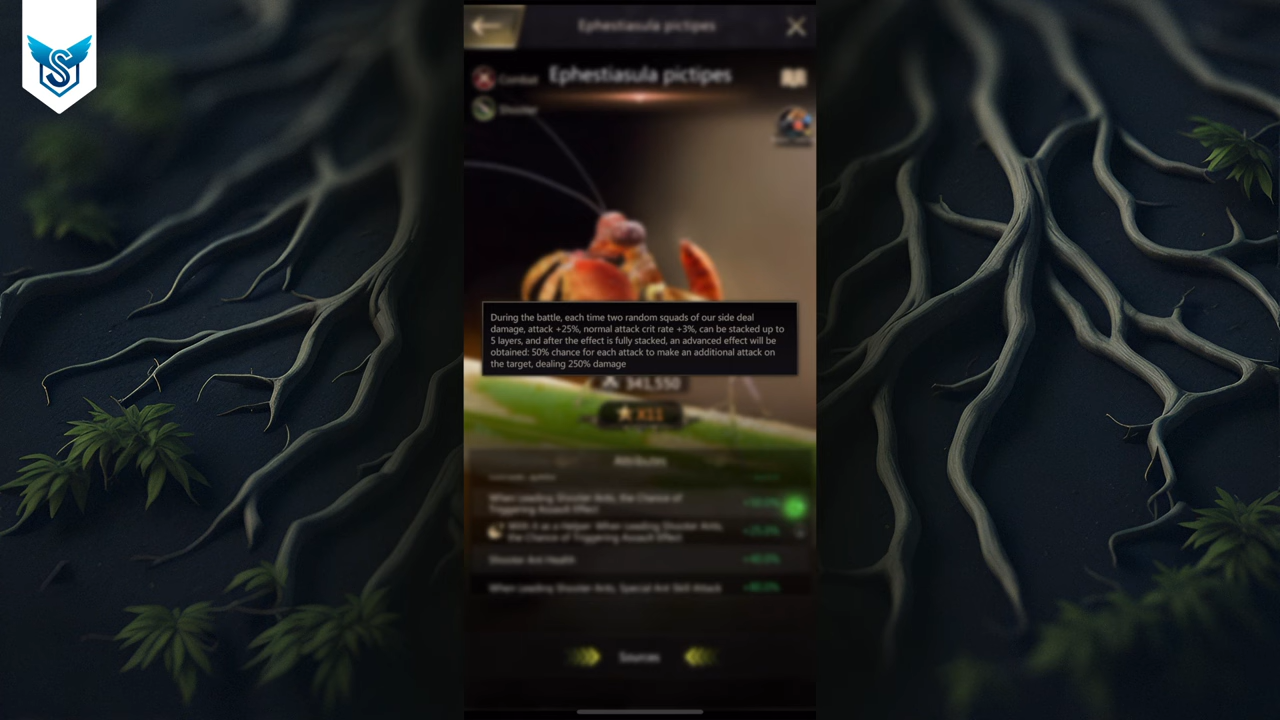 Ephestiasula pictipes
Combat
Ephestiasula pictipes
Shooter
During the battle, each time two random squads of our side deal
damage, attack +25%, normal attack crit rate +3%, can be stacked up to
5 layers, and after the effect is fully stacked, an advanced effect will be
obtained: 50% chance for each attack to make an additional attack on
the target, dealing 250% damage
341,550
x11
Attributes
When Leading Shooter Ants, the Chance of
Triggering Assault Effect
With it as a Helper: When Leading Shooter Ants,
the Chance of Triggering Assault Effect
Shooter Ant Health
When Leading Shooter Ants, Special Ant Skill Attack
Sources